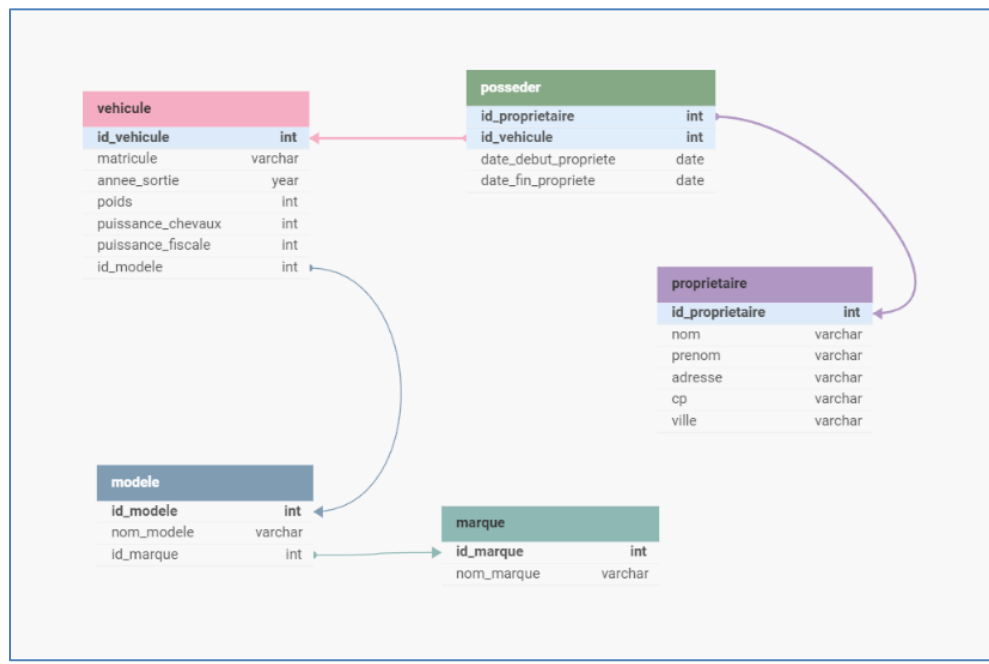 vehicule
id_vehicule int
matricule varchar
annee_sortie year
poids int
puissance_chevaux int
puissance_fiscale int
id_modele int
posseder
id_proprietaire int
id_vehicule int
date_debut_propriete date
date_fin_propriete date
proprietaire
id_proprietaire int
nom varchar
prenom varchar
adresse varchar
cp varchar
ville varchar
modele
id_modele int
nom_modele varchar
id_marque int
marque
id_marque int
nom_marque varchar